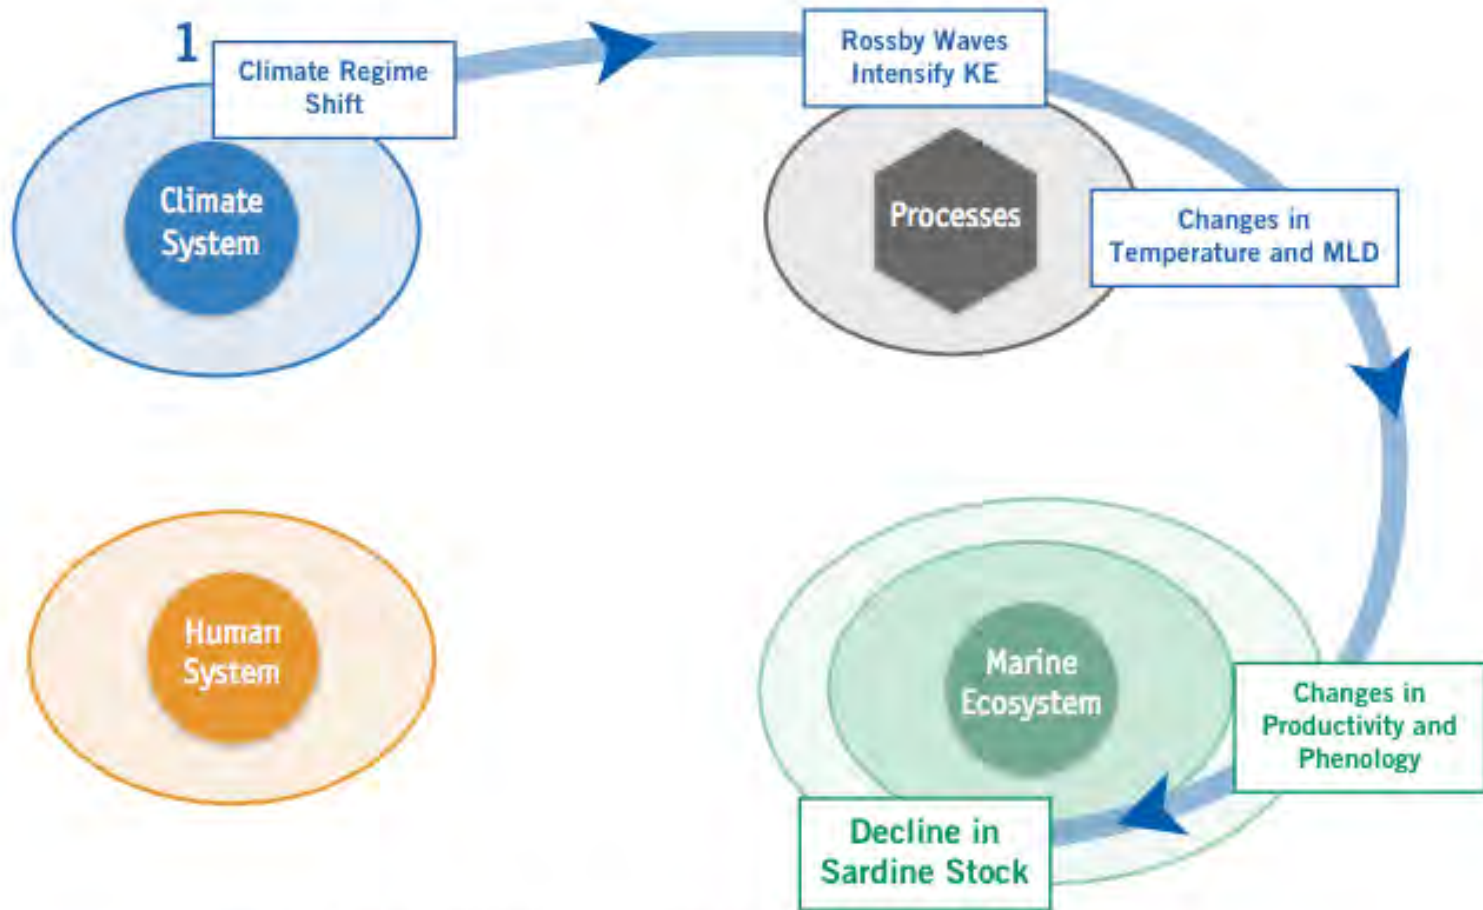 1
Climate Regime
Shift
Rossby Waves
Intensify KE
Climate
System
Processes
Changes in
Temperature and MLD
Human
System
Marine
Ecosystem
Changes in
Productivity and
Phenology
Decline in
Sardine Stock